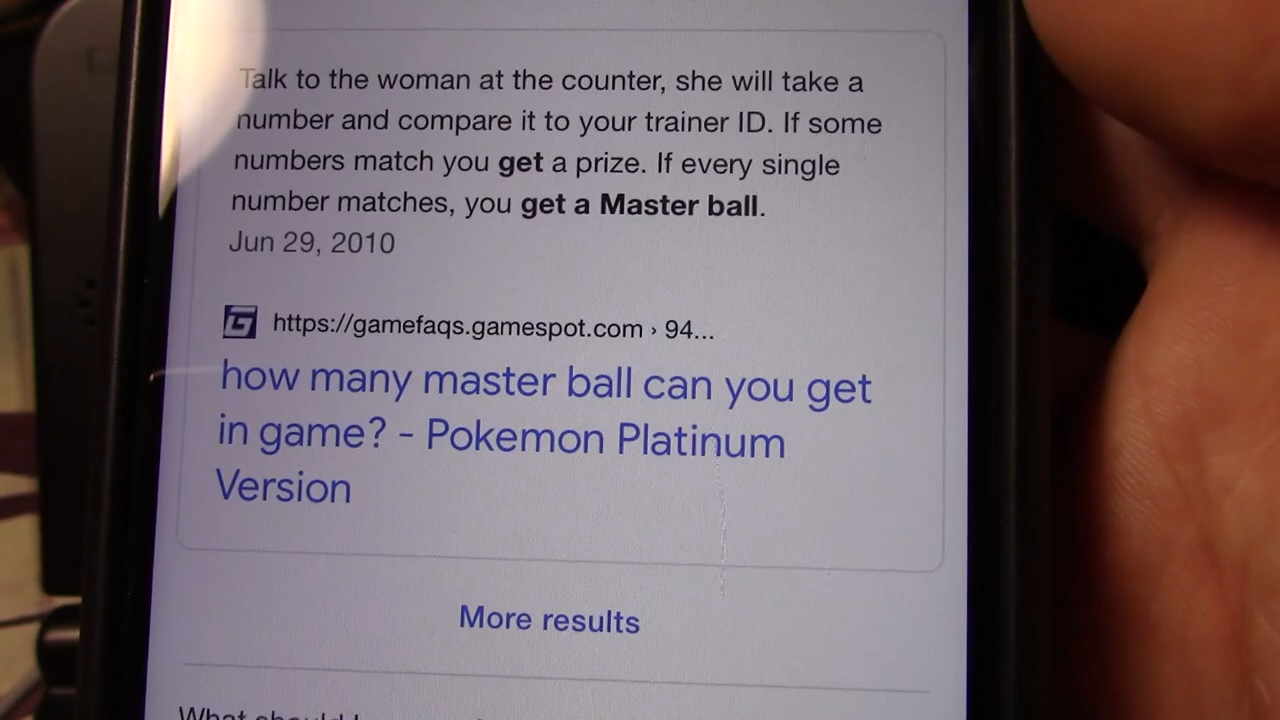 Talk to the woman at the counter, she will take a
number and compare it to your trainer ID. If some
numbers match you get a prize. If every single
number matches, you get a Master ball.
Jun 29, 2010
https://gamefaqs.gamespot.com › 94...
how many master ball can you get
in game? - Pokemon Platinum
Version
More results
What should